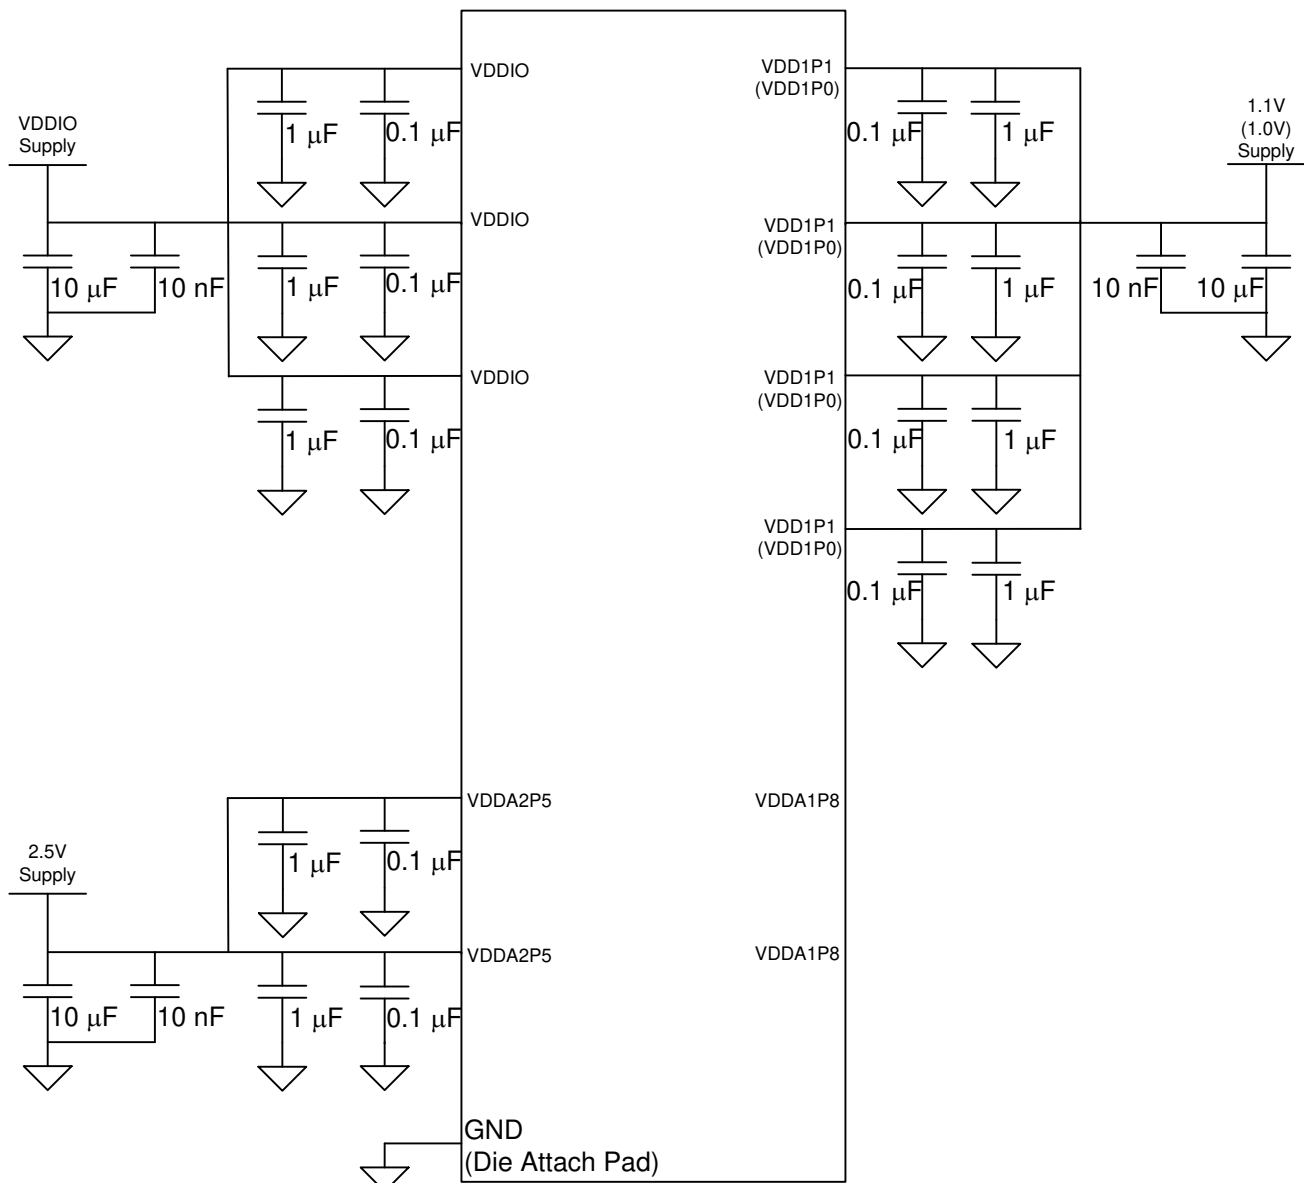 VDDIO
Supply
10 μF
10 nF
VDDIO
1 μF
0.1 μF
VDDIO
1 μF
0.1 μF
VDDIO
1 μF
0.1 μF
2.5V
Supply
10 μF
10 nF
VDDA2P5
1 μF
0.1 μF
VDDA2P5
1 μF
0.1 μF
GND
(Die Attach Pad)
VDD1P1
(VDD1P0)
0.1 μF
1 μF
VDD1P1
(VDD1P0)
0.1 μF
1 μF
VDD1P1
(VDD1P0)
0.1 μF
1 μF
VDD1P1
(VDD1P0)
0.1 μF
1 μF
1.1V
(1.0V)
Supply
10 nF
10 μF
VDDA1P8
VDDA1P8